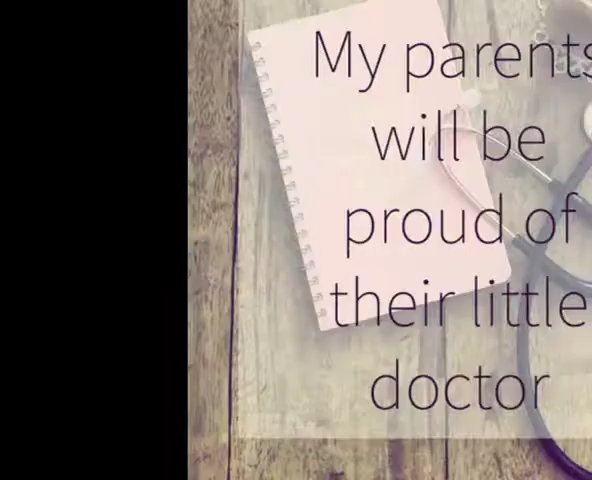 My parents
will be
proud of
their little
doctor